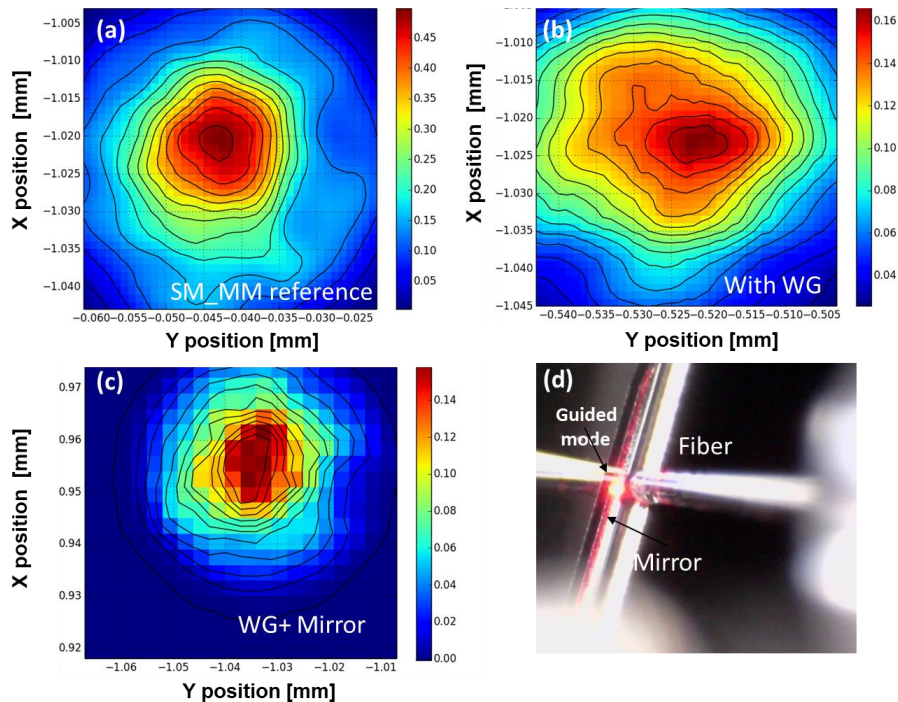 (a)
X position [mm]
−1.005
−1.010
−1.015
−1.020
−1.025
−1.030
−1.035
−1.040
SM_MM reference
−0.060 −0.055 −0.045 −0.042 −0.035 −0.030 −0.025
Y position [mm]
0.45
0.40
0.35
0.30
0.25
0.20
0.15
0.10
0.05
(b)
X position [mm]
−1.005
−1.015
−1.020
−1.025
−1.030
−1.035
−1.040
−1.045
With WG
−0.540 −0.535 −0.530 −0.525 −0.520 −0.515 −0.510 −0.505
Y position [mm]
0.16
0.14
0.12
0.10
0.08
0.06
0.04
(c)
X position [mm]
0.97
0.96
0.95
0.94
0.93
0.92
WG+ Mirror
−1.06 −1.05 −1.04 −1.03 −1.02 −1.01
Y position [mm]
0.14
0.12
0.10
0.08
0.06
0.04
0.02
0.00
(d)
Guided
mode
Fiber
Mirror